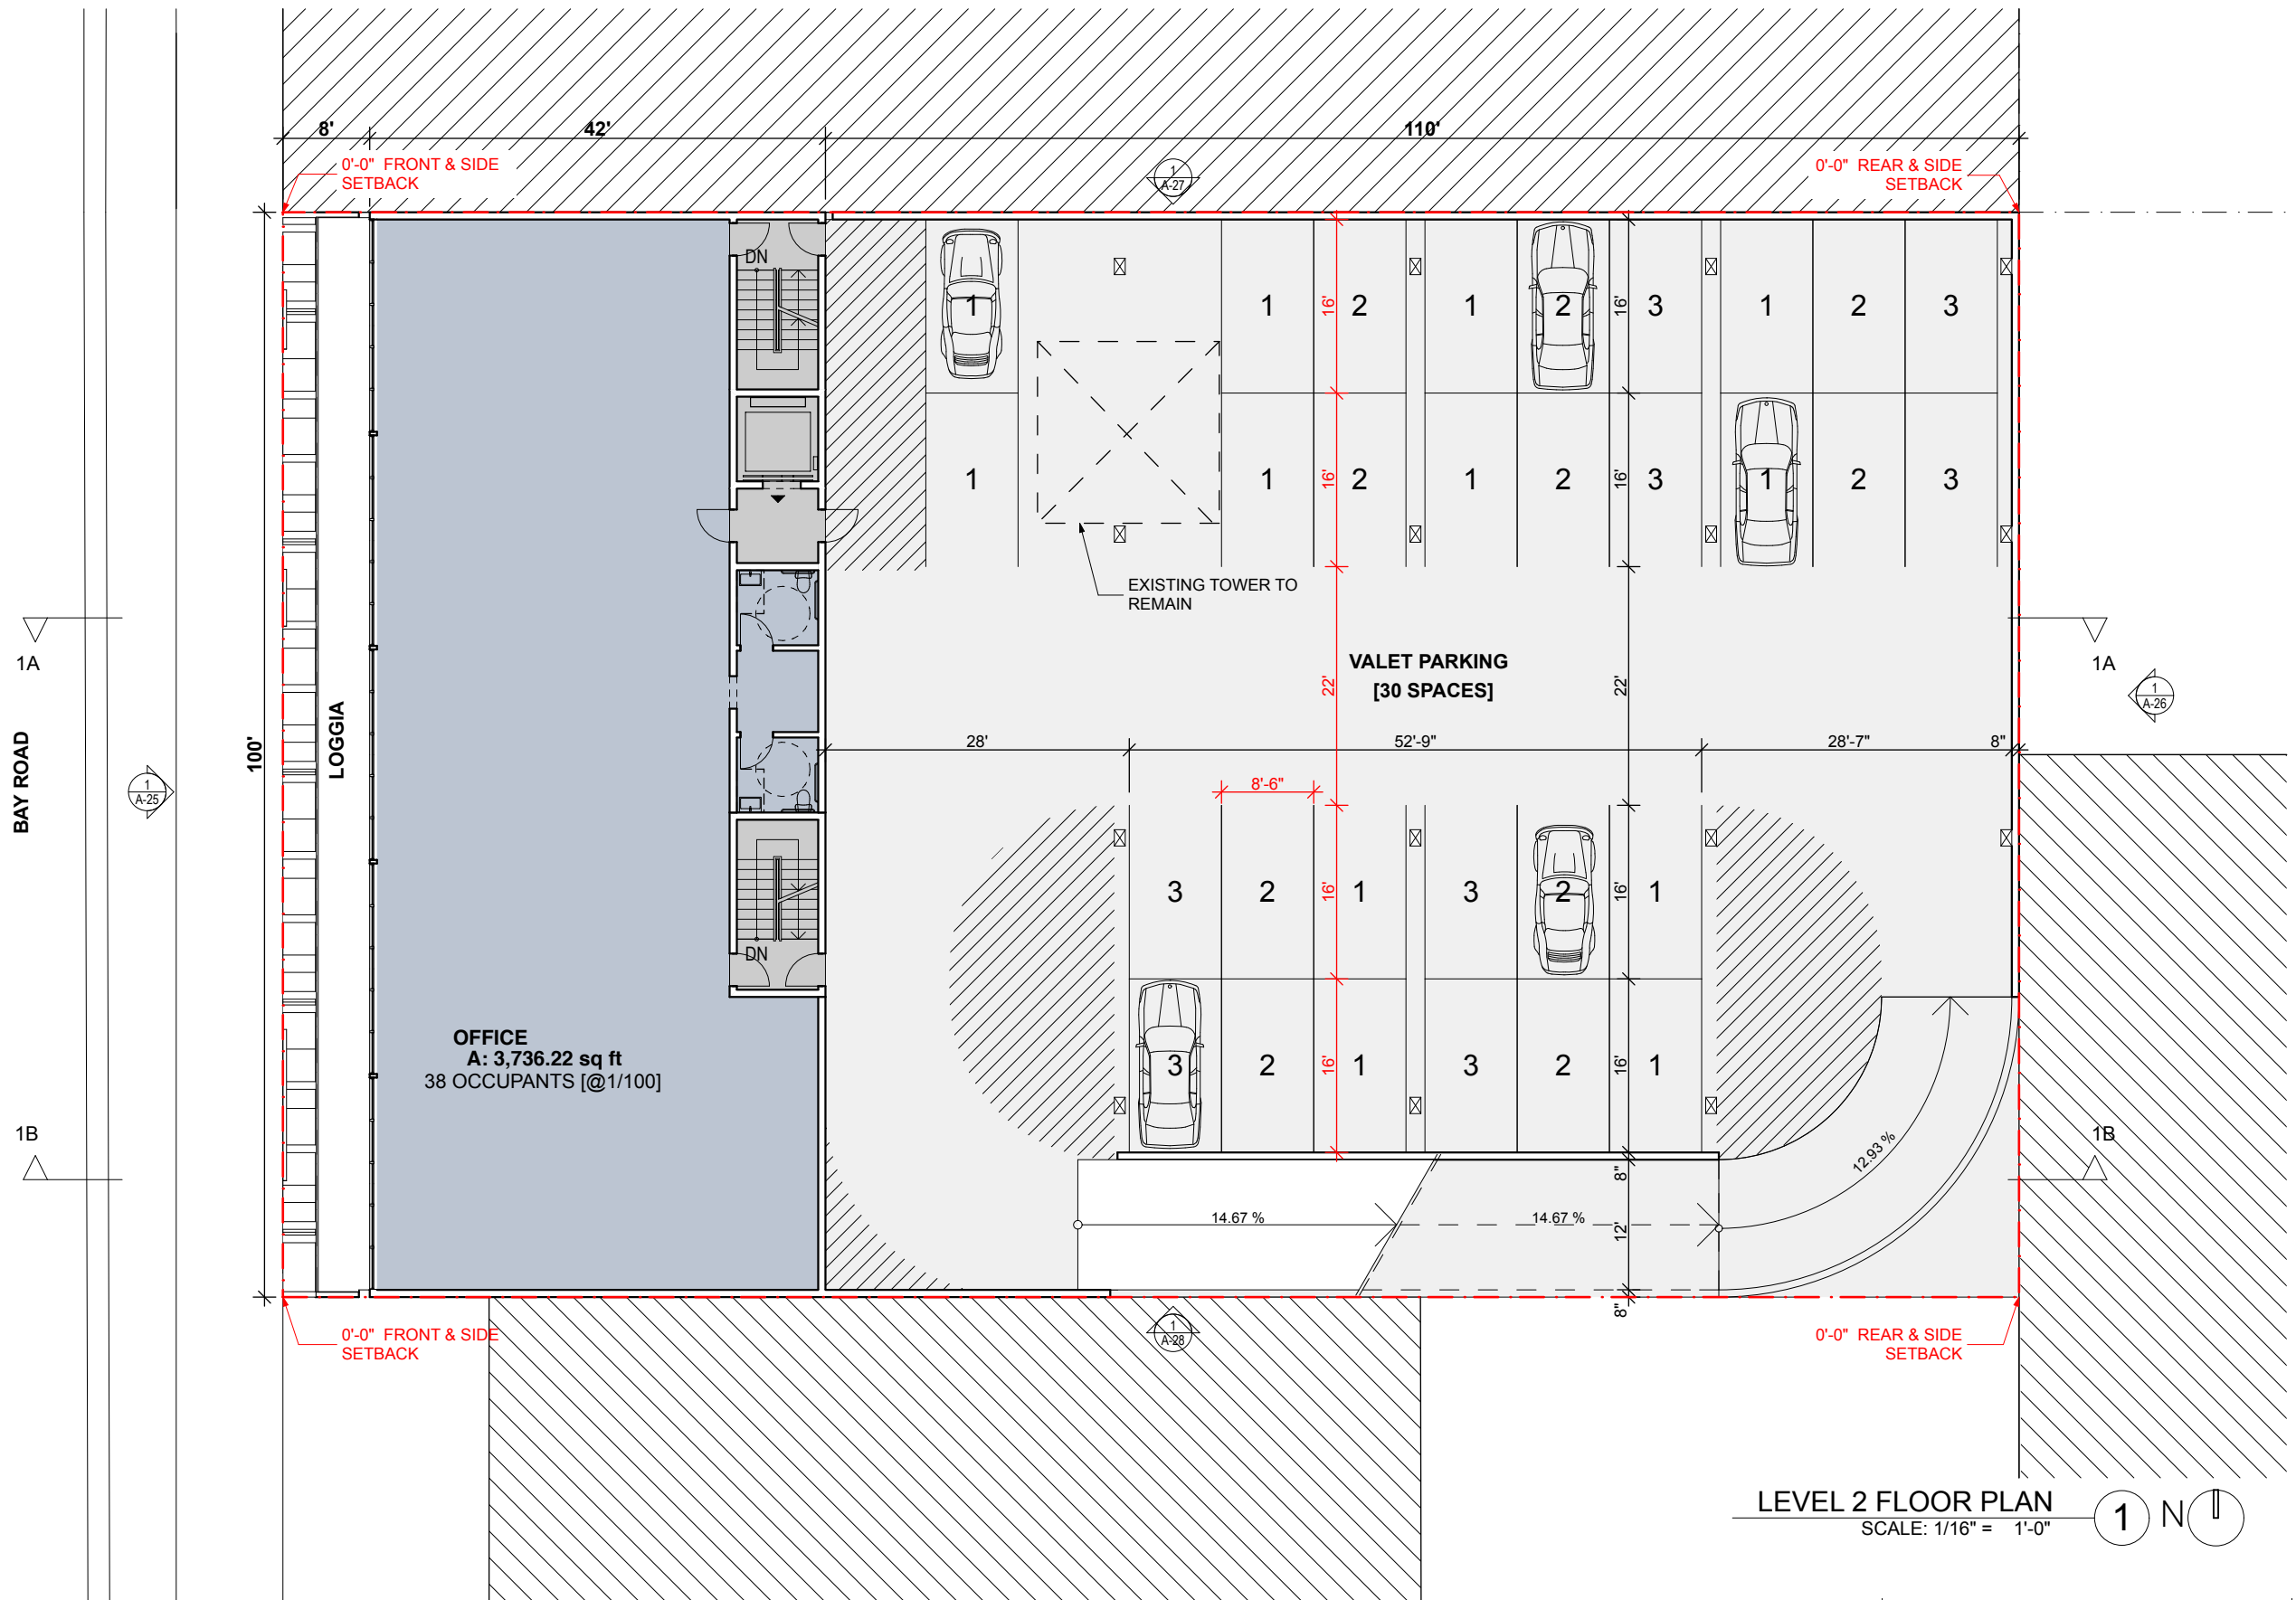 8'
42'
110'
0'-0" FRONT & SIDE
SETBACK
1
A-27
0'-0" REAR & SIDE
SETBACK
DN
1
1
2
1
2
3
1
2
3
16'
16'
1
1
2
1
2
3
1
2
3
16'
16'
EXISTING TOWER TO
REMAIN
1A
1A
VALET PARKING
[30 SPACES]
22'
22'
1
A-26
BAY ROAD
100'
LOGGIA
28'
52'-9"
28'-7"
8"
1
A-25
8'-6"
3
2
1
3
2
1
16'
16'
DN
OFFICE
A: 3,736.22 sq ft
38 OCCUPANTS [@1/100]
3
2
1
3
2
1
16'
16'
1B
1B
12.93 %
8"
14.67 %
14.67 %
12'
8"
0'-0" FRONT & SIDE
SETBACK
1
A-28
0'-0" REAR & SIDE
SETBACK
LEVEL 2 FLOOR PLAN
SCALE: 1/16" = 1'-0"
1
N